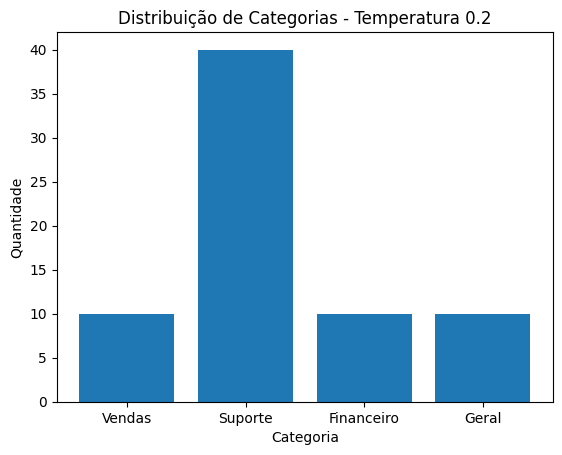 Distribuição de Categorias - Temperatura 0.2
Quantidade
40
35
30
25
20
15
10
5
0
Vendas Suporte Financeiro Geral
Categoria